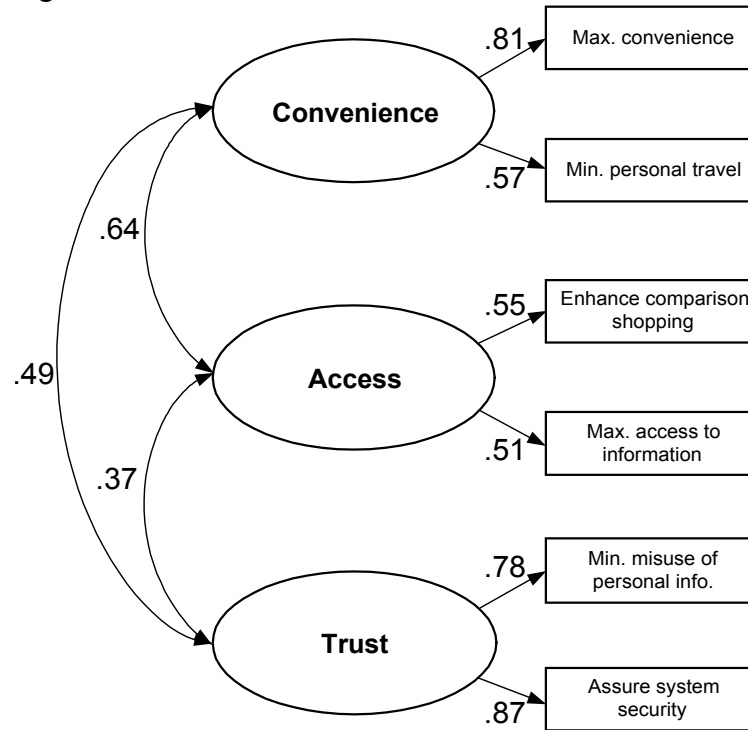 .81
Max. convenience
Convenience
Min. personal travel
.57
.64
.55
Enhance comparison
shopping
Access
.49
Max. access to
information
.51
.37
.78
Min. misuse of
personal info.
Trust
Assure system
security
.87